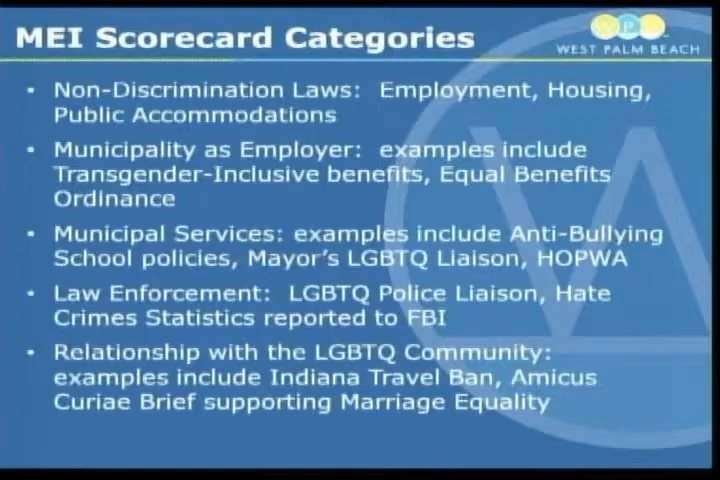 MEI Scorecard Categories
WPB
WEST PALM BEACH
• Non-Discrimination Laws: Employment, Housing,
Public Accommodations
• Municipality as Employer: examples include
Transgender-Inclusive benefits, Equal Benefits
Ordinance
• Municipal Services: examples include Anti-Bullying
School policies, Mayor's LGBTQ Liaison, HOPWA
• Law Enforcement: LGBTQ Police Liaison, Hate
Crimes Statistics reported to FBI
• Relationship with the LGBTQ Community:
examples include Indiana Travel Ban, Amicus
Curiae Brief supporting Marriage Equality